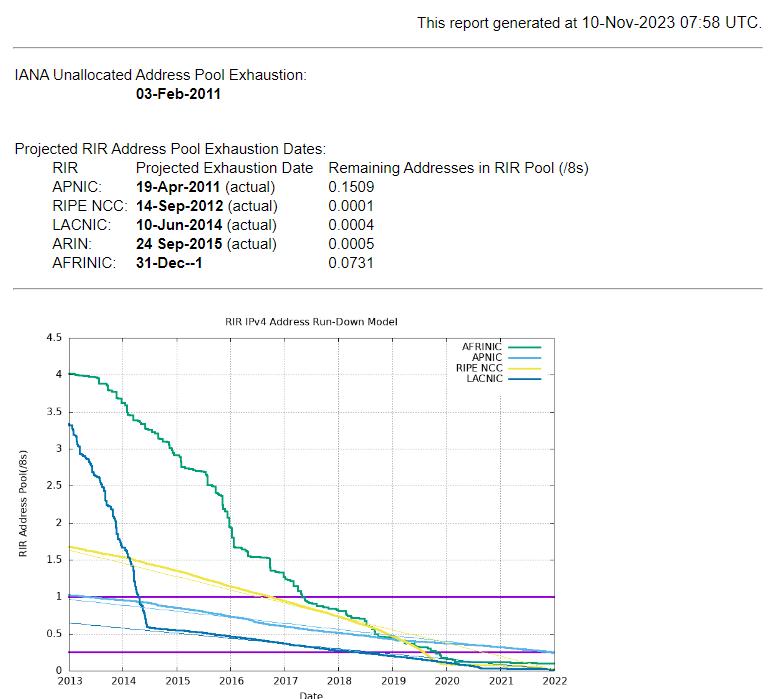 This report generated at 10-Nov-2023 07:58 UTC.
IANA Unallocated Address Pool Exhaustion:
03-Feb-2011
Projected RIR Address Pool Exhaustion Dates:
RIR Projected Exhaustion Date Remaining Addresses in RIR Pool (/8s)
APNIC: 19-Apr-2011 (actual) 0.1509
RIPE NCC: 14-Sep-2012 (actual) 0.0001
LACNIC: 10-Jun-2014 (actual) 0.0004
ARIN: 24 Sep-2015 (actual) 0.0005
AFRINIC: 31-Dec--1 0.0731
RIR IPv4 Address Run-Down Model
AFRINIC
APNIC
RIPE NCC
LACNIC
RIR Address Pool(/8s)
4.5
4
3.5
3
2.5
2
1.5
1
0.5
0
2013 2014 2015 2016 2017 2018 2019 2020 2021 2022
Date